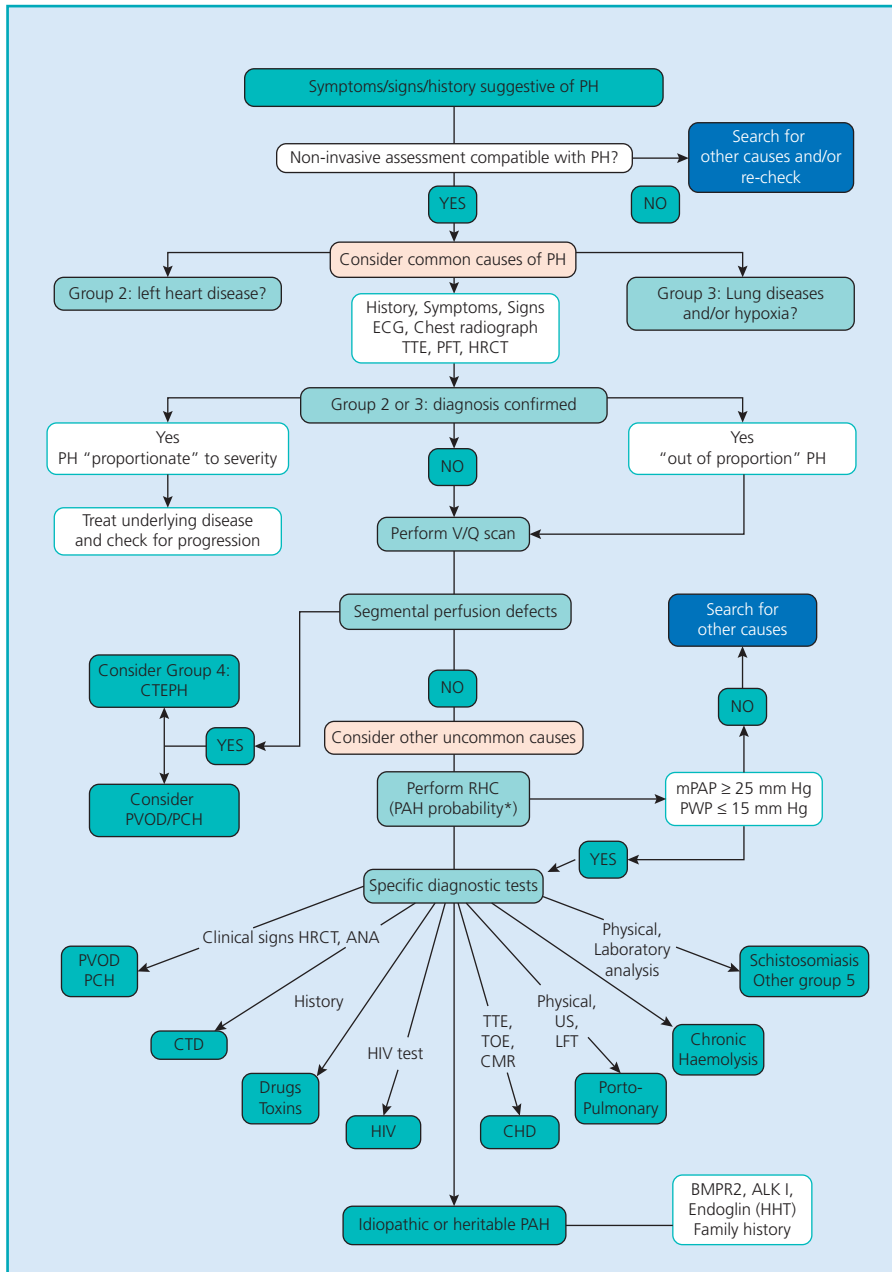 Symptoms/signs/history suggestive of PH
Non-invasive assessment compatible with PH?
Search for
other causes and/or
re-check
YES
NO
Consider common causes of PH
Group 2: left heart disease?
History, Symptoms, Signs
ECG, Chest radiograph
TTE, PFT, HRCT
Group 3: Lung diseases
and/or hypoxia?
Group 2 or 3: diagnosis confirmed
Yes
PH “proportionate” to severity
NO
Yes
“out of proportion” PH
Treat underlying disease
and check for progression
Perform V/Q scan
Segmental perfusion defects
Search for
other causes
Consider Group 4:
CTEPH
NO
NO
YES
Consider other uncommon causes
Consider
PVOD/PCH
Perform RHC
(PAH probability*)
mPAP ≥ 25 mm Hg
PWP ≤ 15 mm Hg
YES
Specific diagnostic tests
Clinical signs HRCT, ANA
Physical,
Laboratory
analysis
PVOD
PCH
Schistosomiasis
Other group 5
History
TTE,
TOE,
CMR
Physical,
US,
LFT
CTD
HIV test
Chronic
Haemolysis
Drugs
Toxins
Porto-
Pulmonary
HIV
CHD
Idiopathic or heritable PAH
BMPR2, ALK I,
Endoglin (HHT)
Family history